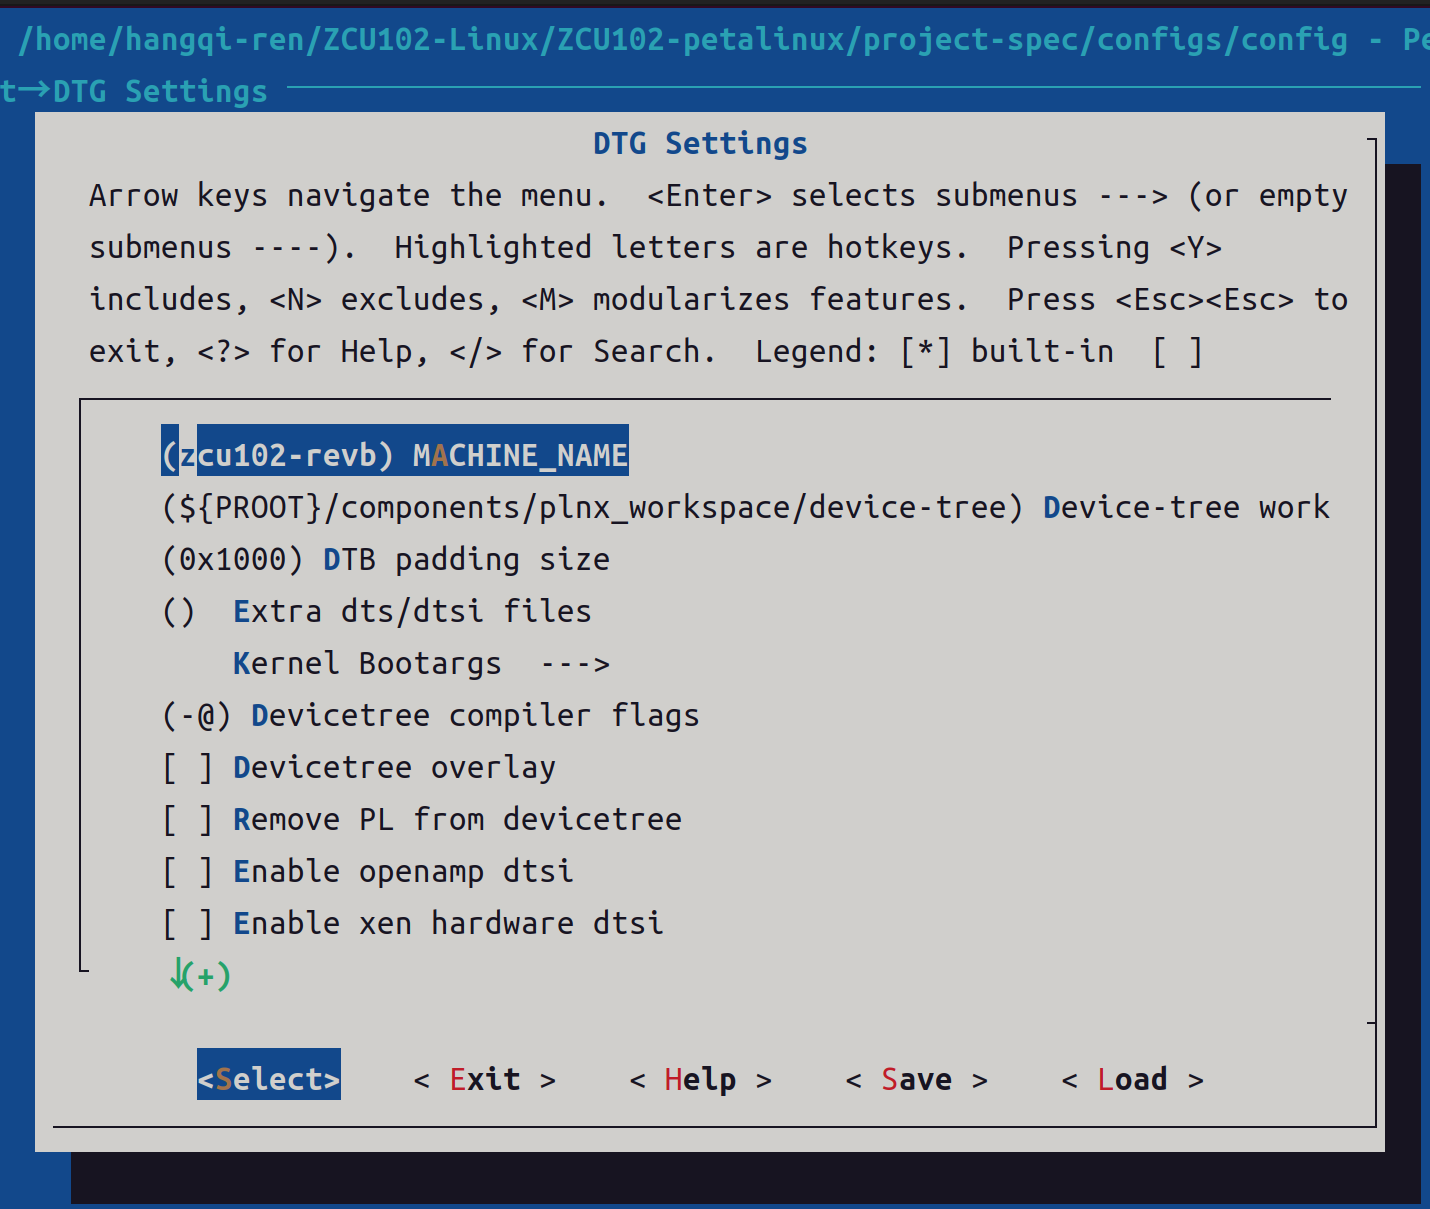 /home/hangqi-ren/ZCU102-Linux/ZCU102-petalinux/project-spec/configs/config - Pe
t→DTG Settings
DTG Settings
Arrow keys navigate the menu.  <Enter> selects submenus ---> (or empty
submenus ----).  Highlighted letters are hotkeys.  Pressing <Y>
includes, <N> excludes, <M> modularizes features.  Press <Esc><Esc> to
exit, <?> for Help, </> for Search.  Legend: [*] built-in  [ ]
(zcu102-revb) MACHINE_NAME
(${PROOT}/components/plnx_workspace/device-tree) Device-tree work
(0x1000) DTB padding size
()  Extra dts/dtsi files
Kernel Bootargs  --->
(-@) Devicetree compiler flags
[ ] Devicetree overlay
[ ] Remove PL from devicetree
[ ] Enable openamp dtsi
[ ] Enable xen hardware dtsi
↓(+)
<Select>    < Exit >    < Help >    < Save >    < Load >